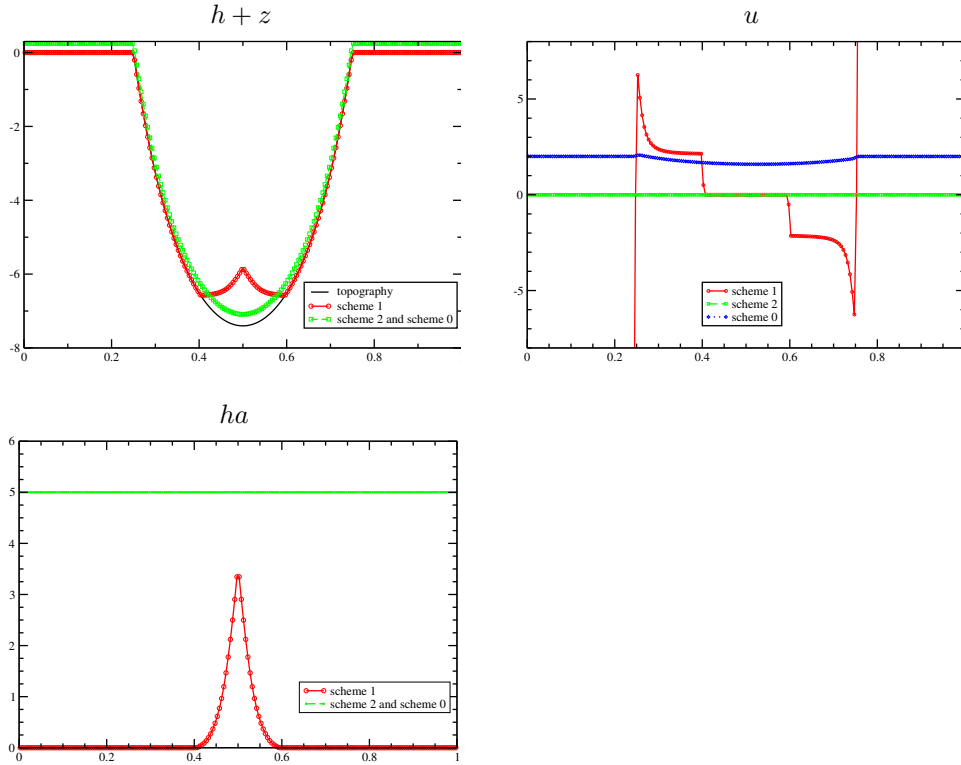 h + z
0
-2
-4
-6
-8
0 0.2 0.4 0.6 0.8
topography
scheme 1
scheme 2 and scheme 0
u
5
0
-5
0 0.2 0.4 0.6 0.8
scheme 1
scheme 2
scheme 0
ha
6
5
4
3
2
1
0
0 0.2 0.4 0.6 0.8 1
scheme 1
scheme 2 and scheme 0